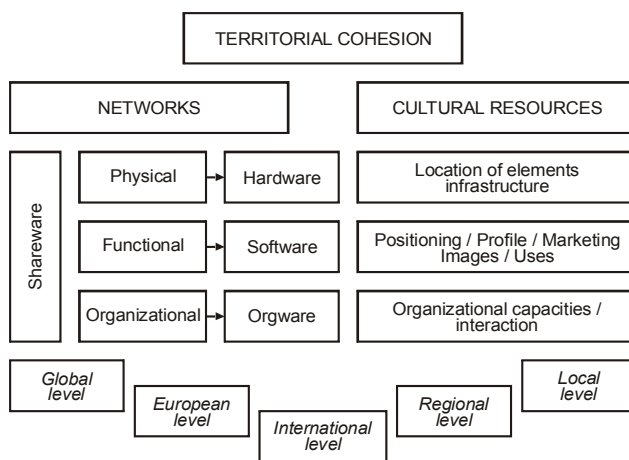 TERRITORIAL COHESION
NETWORKS
CULTURAL RESOURCES
Shareware
Physical
Hardware
Location of elements
infrastructure
Functional
Software
Positioning / Profile / Marketing
Images / Uses
Organizational
Orgware
Organizational capacities /
interaction
Global
level
European
level
International
level
Regional
level
Local
level